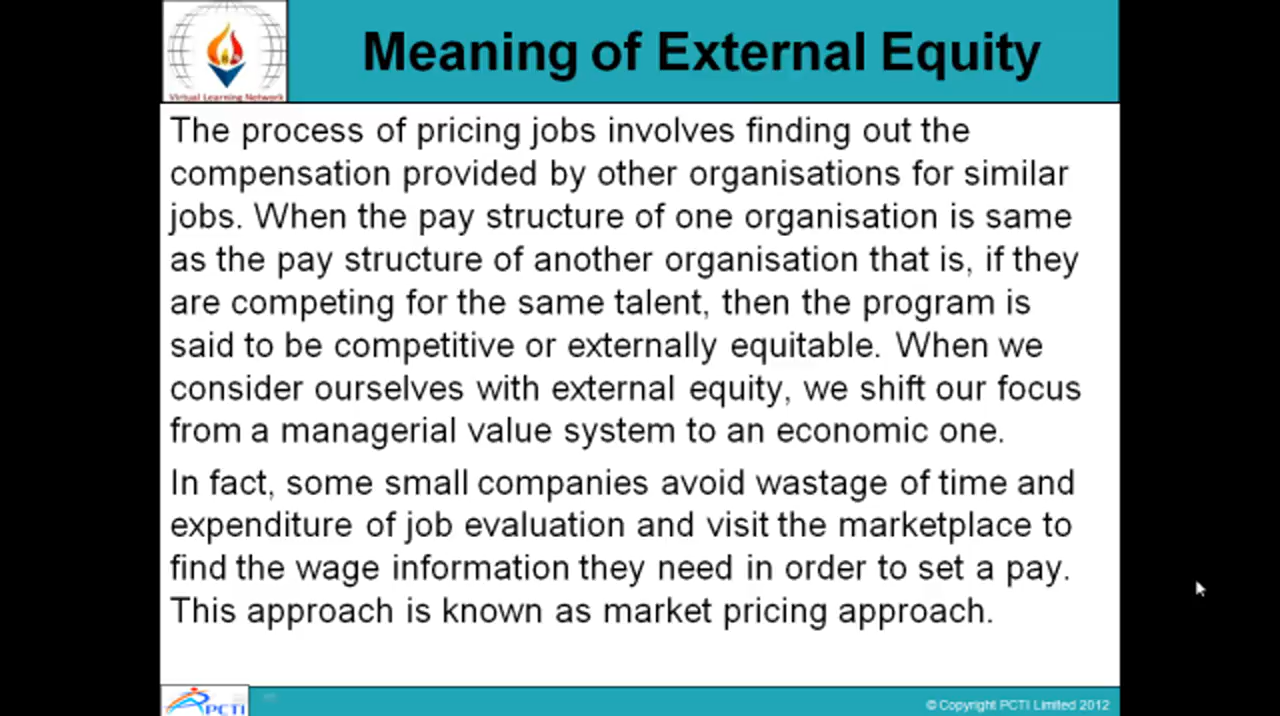 Meaning of External Equity
Virtual Learning Network
The process of pricing jobs involves finding out the
compensation provided by other organisations for similar
jobs. When the pay structure of one organisation is same
as the pay structure of another organisation that is, if they
are competing for the same talent, then the program is
said to be competitive or externally equitable. When we
consider ourselves with external equity, we shift our focus
from a managerial value system to an economic one.
In fact, some small companies avoid wastage of time and
expenditure of job evaluation and visit the marketplace to
find the wage information they need in order to set a pay.
This approach is known as market pricing approach.
PCTI
© Copyright PCTI Limited 2012